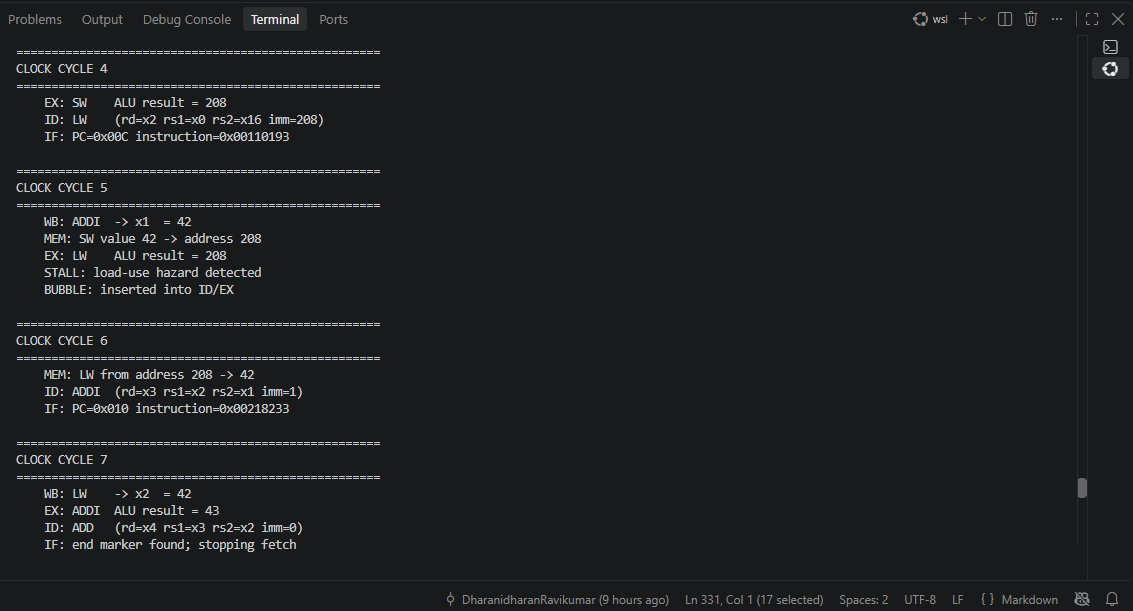 Problems Output Debug Console Terminal Ports wsl
==================================================
CLOCK CYCLE 4
==================================================
EX: SW ALU result = 208
ID: LW (rd=x2 rs1=x0 rs2=x16 imm=208)
IF: PC=0x00C instruction=0x00110193
==================================================
CLOCK CYCLE 5
==================================================
WB: ADDI -> x1 = 42
MEM: SW value 42 -> address 208
EX: LW ALU result = 208
STALL: load-use hazard detected
BUBBLE: inserted into ID/EX
==================================================
CLOCK CYCLE 6
==================================================
MEM: LW from address 208 -> 42
ID: ADDI (rd=x3 rs1=x2 rs2=x1 imm=1)
IF: PC=0x010 instruction=0x00218233
==================================================
CLOCK CYCLE 7
==================================================
WB: LW -> x2 = 42
EX: ADDI ALU result = 43
ID: ADD (rd=x4 rs1=x3 rs2=x2 imm=0)
IF: end marker found; stopping fetch
DharanidharanRavikumar (9 hours ago) Ln 331, Col 1 (17 selected) Spaces: 2 UTF-8 LF { } Markdown